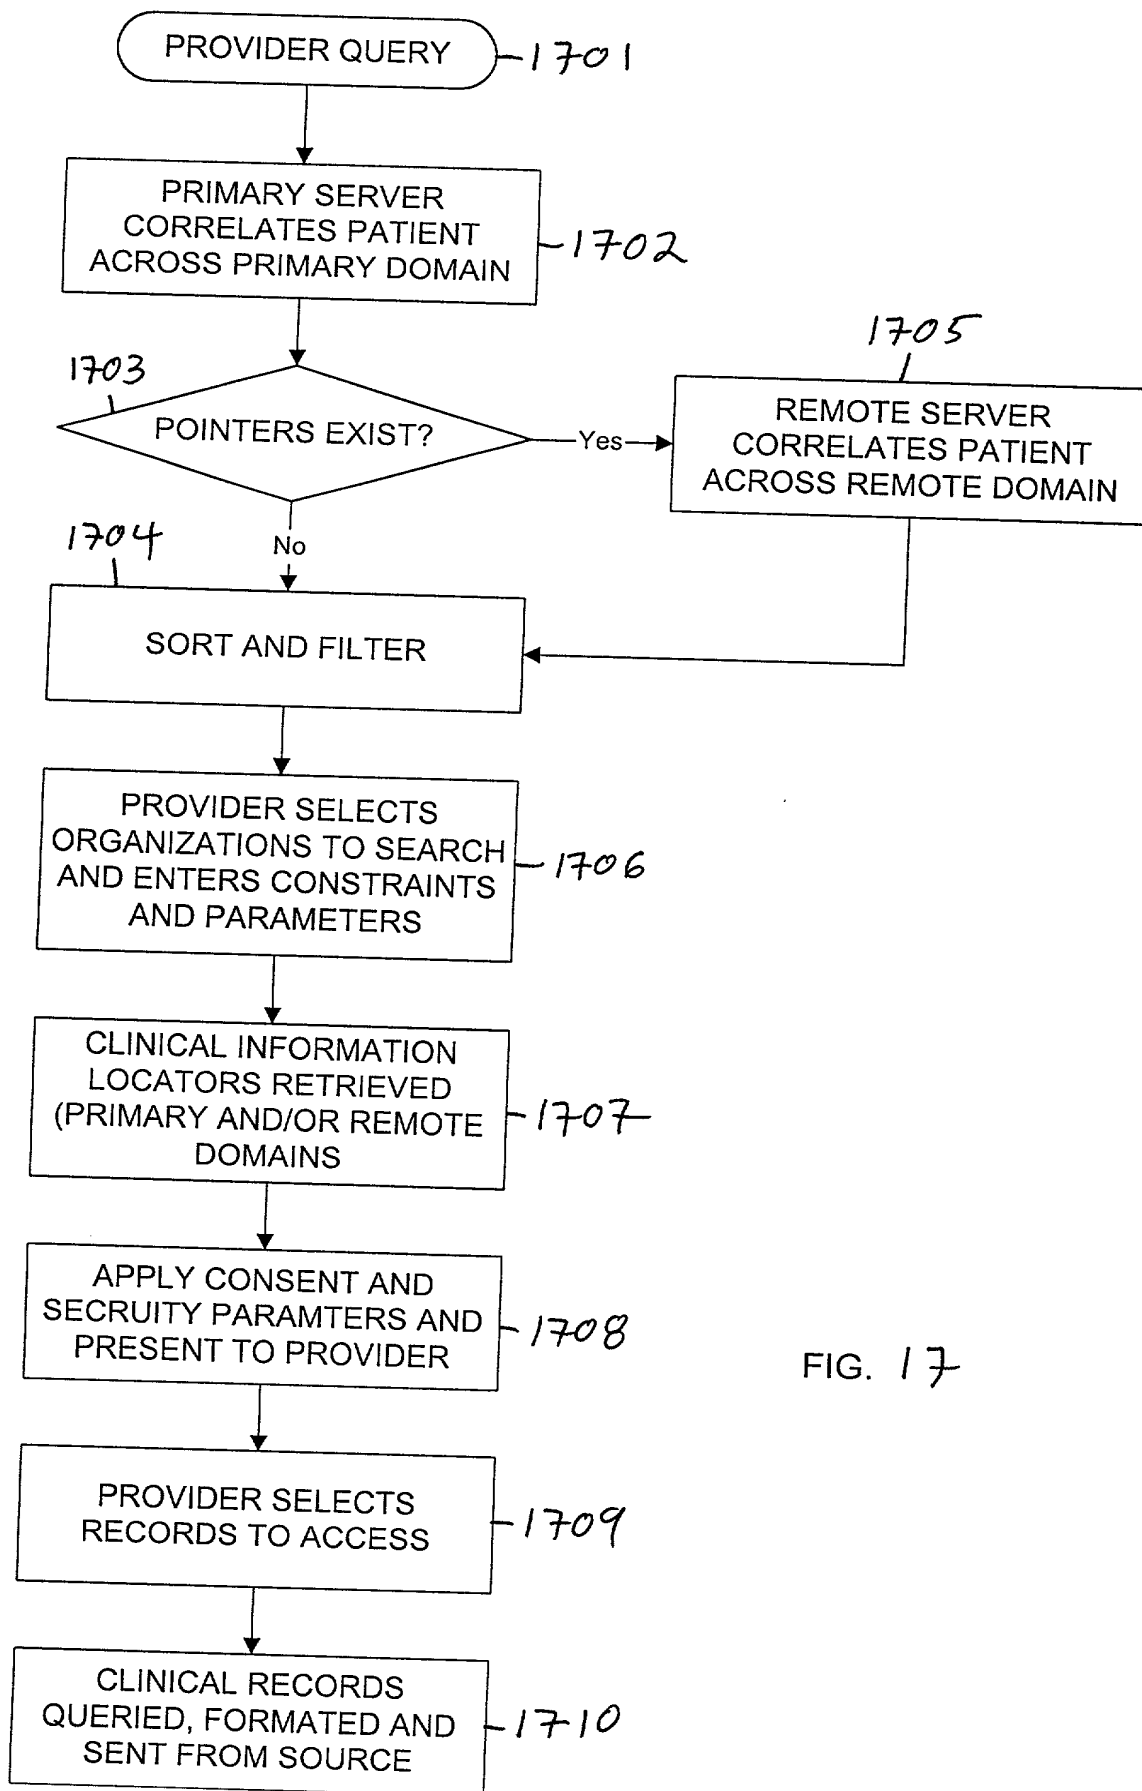 PROVIDER QUERY
1701
PRIMARY SERVER
CORRELATES PATIENT
ACROSS PRIMARY DOMAIN
1702
1703
POINTERS EXIST?
Yes
1705
REMOTE SERVER
CORRELATES PATIENT
ACROSS REMOTE DOMAIN
No
1704
SORT AND FILTER
PROVIDER SELECTS
ORGANIZATIONS TO SEARCH
AND ENTERS CONSTRAINTS
AND PARAMETERS
1706
CLINICAL INFORMATION
LOCATORS RETRIEVED
(PRIMARY AND/OR REMOTE
DOMAINS
1707
APPLY CONSENT AND
SECRUITY PARAMTERS AND
PRESENT TO PROVIDER
1708
FIG. 17
PROVIDER SELECTS
RECORDS TO ACCESS
1709
CLINICAL RECORDS
QUERIED, FORMATED AND
SENT FROM SOURCE
1710